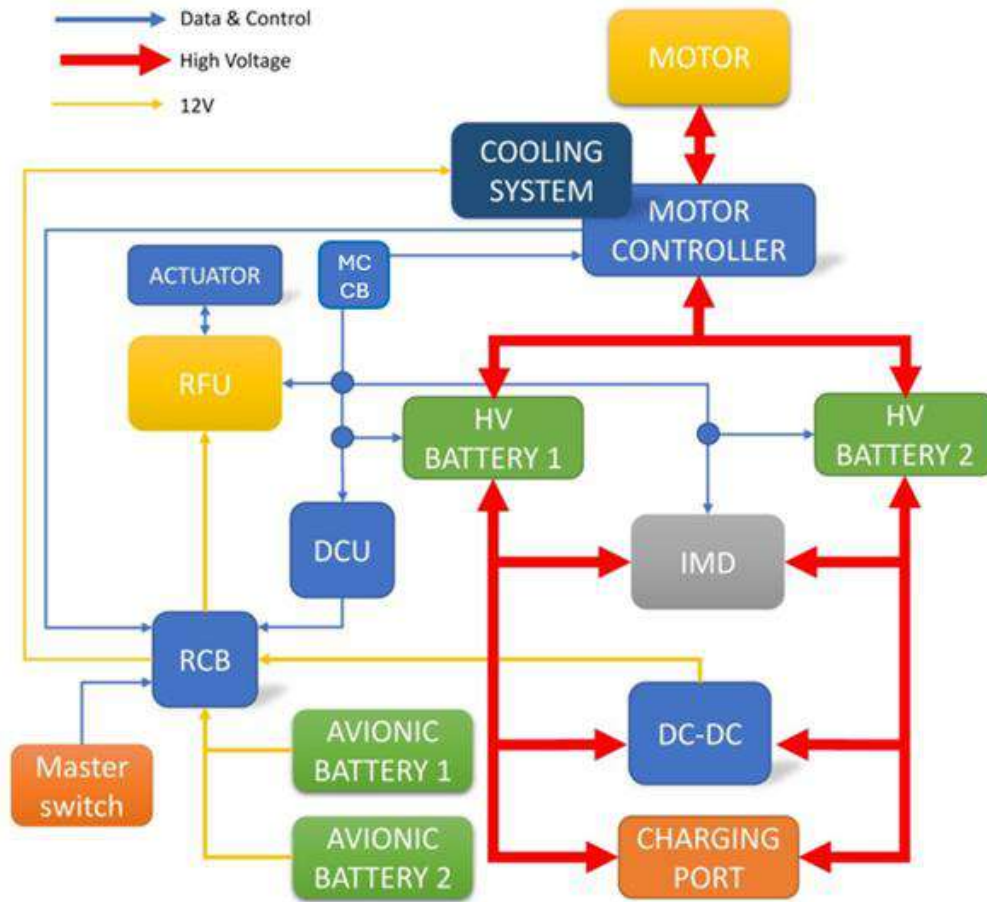 Data & Control
High Voltage
12V
MOTOR
COOLING
SYSTEM
MOTOR
CONTROLLER
ACTUATOR
MC
CB
RFU
HV
BATTERY 1
HV
BATTERY 2
DCU
IMD
RCB
DC-DC
Master
switch
AVIONIC
BATTERY 1
AVIONIC
BATTERY 2
CHARGING
PORT